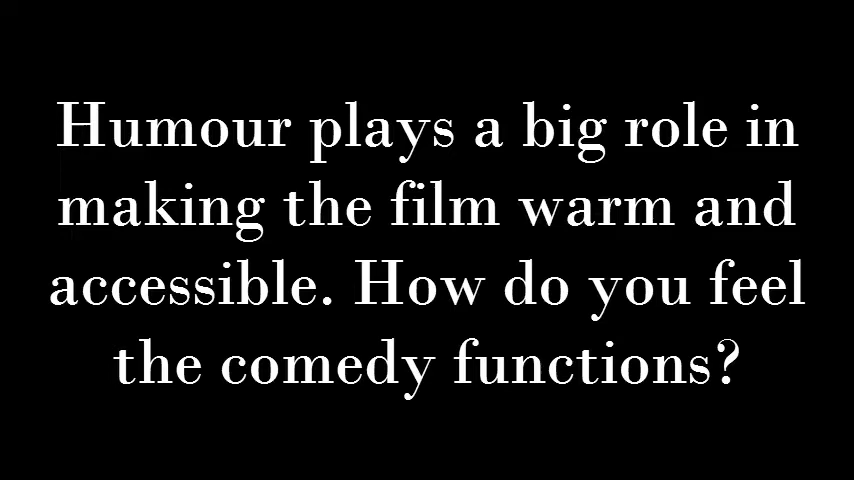 Humour plays a big role in
making the film warm and
accessible. How do you feel
the comedy functions?